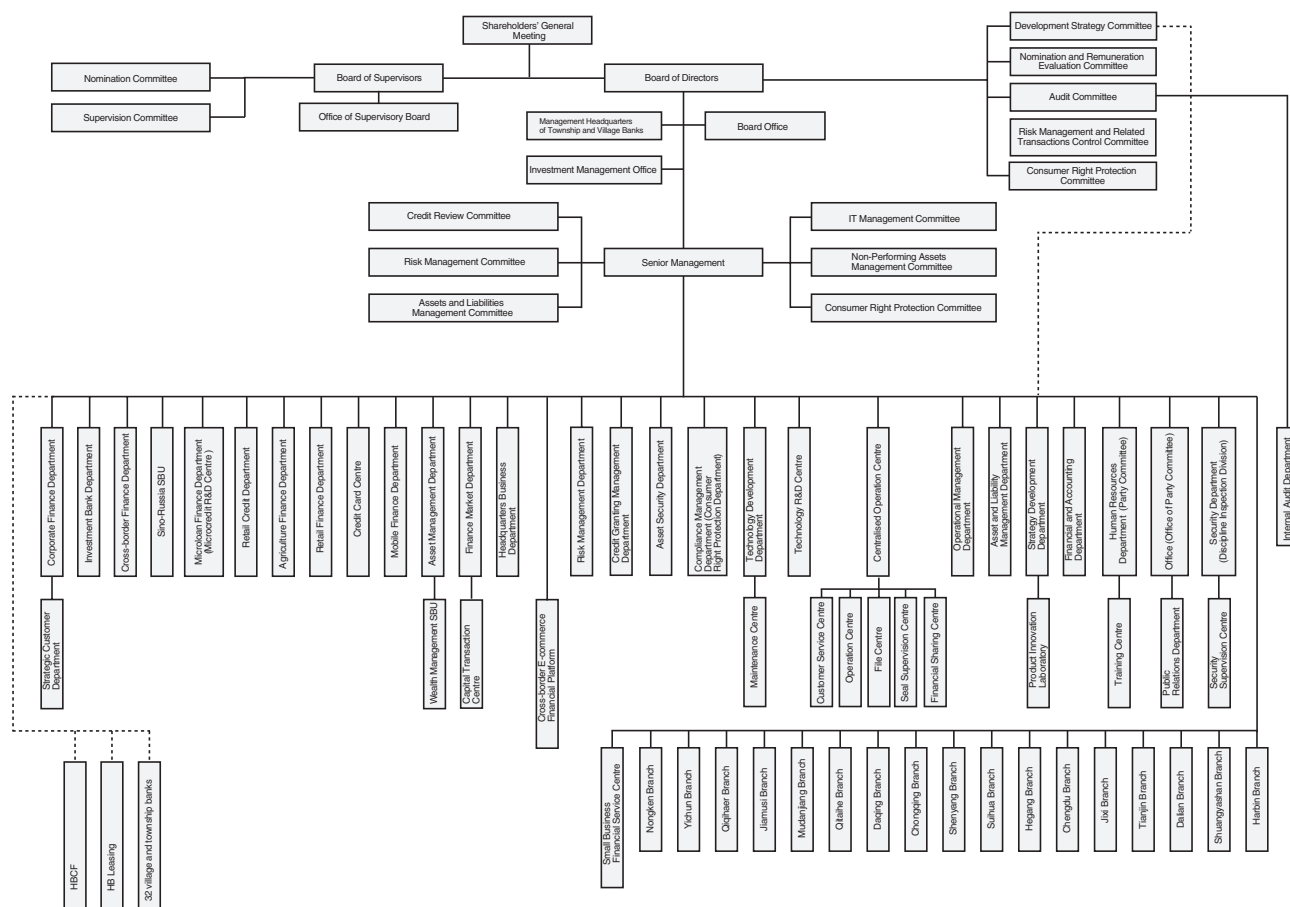 Shareholders' General
Meeting
Development Strategy Committee
Nomination and Remuneration
Evaluation Committee
Nomination Committee
Board of Supervisors
Board of Directors
Audit Committee
Supervision Committee
Office of Supervisory Board
Management Headquarters
of Township and Village Banks
Board Office
Risk Management and Related
Transactions Control Committee
Investment Management Office
Consumer Right Protection
Committee
Credit Review Committee
IT Management Committee
Risk Management Committee
Senior Management
Non-Performing Assets
Management Committee
Assets and Liabilities
Management Committee
Consumer Right Protection Committee
Corporate Finance Department
Investment Bank Department
Cross-border Finance Department
Sino-Russia SBU
Microloan Finance Department
(Microcredit R&D Centre)
Retail Credit Department
Agriculture Finance Department
Retail Finance Department
Credit Card Centre
Mobile Finance Department
Asset Management Department
Finance Market Department
Headquarters Business
Department
Cross-border E-commerce
Financial Platform
Risk Management Department
Credit Granting Management
Department
Asset Security Department
Compliance Management
Department (Consumer
Right Protection Department)
Technology Development
Department
Technology R&D Centre
Centralised Operation Centre
Operational Management
Department
Asset and Liability
Management Department
Strategy Development
Department
Financial and Accounting
Department
Human Resources
Department (Party Committee)
Office (Office of Party Committee)
Security Department
(Discipline Inspection Division)
Internal Audit Department
Strategic Customer
Department
Wealth Management SBU
Capital Transaction
Centre
Maintenance Centre
Customer Service Centre
Operation Centre
File Centre
Seal Supervision Centre
Financial Sharing Centre
Product Innovation
Laboratory
Training Centre
Public
Relations Department
Security
Supervision Centre
HBCF
HB Leasing
32 village and township banks
Small Business
Financial Service Centre
Nongken Branch
Yichun Branch
Qiqihaer Branch
Jiamusi Branch
Mudanjiang Branch
Qitaihe Branch
Daqing Branch
Chongqing Branch
Shenyang Branch
Suihua Branch
Hegang Branch
Chengdu Branch
Jixi Branch
Tianjin Branch
Dalian Branch
Shuangyashan Branch
Harbin Branch